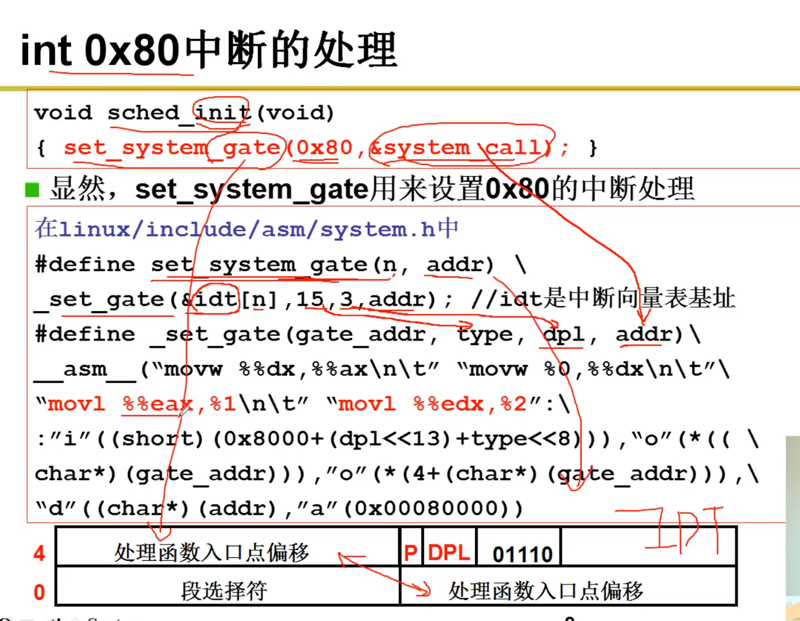 int 0x80中断的处理
void sched_init(void)
{ set_system_gate(0x80,&system_call); }
显然，set_system_gate用来设置0x80的中断处理
在linux/include/asm/system.h中
#define set_system_gate(n, addr) \
_set_gate(&idt[n],15,3,addr); //idt是中断向量表基址
#define _set_gate(gate_addr, type, dpl, addr)\
__asm__(“movw %%dx,%%ax\n\t” “movw %0,%%dx\n\t”\
“movl %%eax,%1\n\t” “movl %%edx,%2”:\
:”i”((short)(0x8000+(dpl<<13)+type<<8))),“o”(*(( \
char*)(gate_addr))),”o”(*(4+(char*)(gate_addr))),\
“d”((char*)(addr),”a”(0x00080000))
IDT
4 处理函数入口点偏移 P DPL 01110
0 段选择符 处理函数入口点偏移